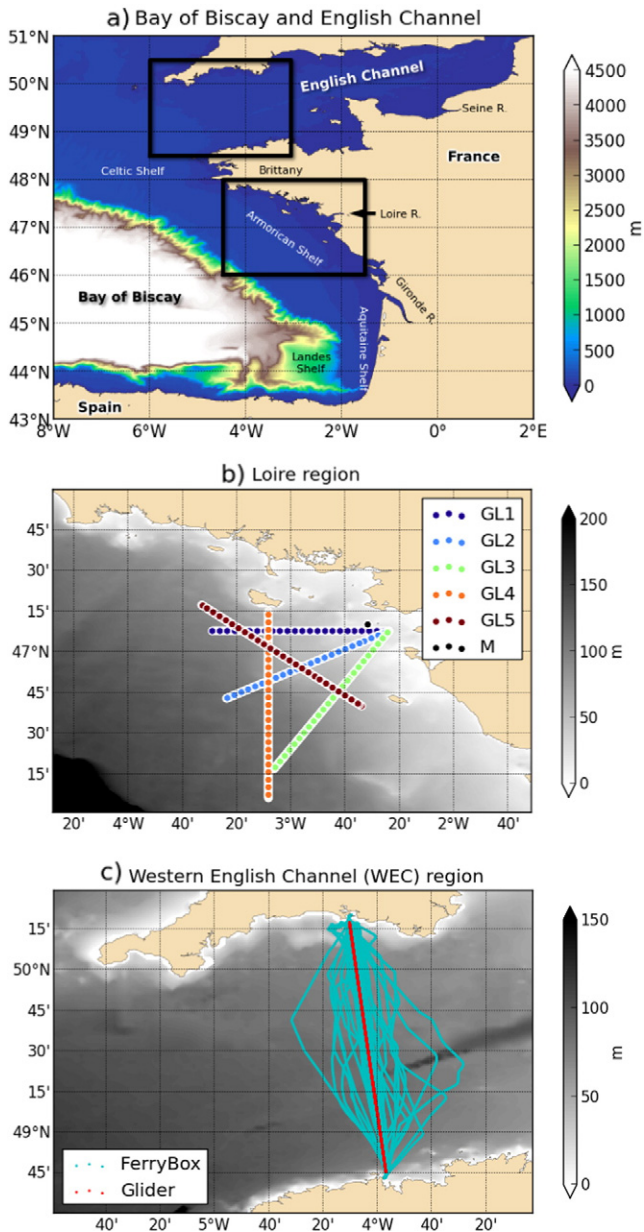 a) Bay of Biscay and English Channel
51°N
50°N
49°N
48°N
47°N
46°N
45°N
44°N
43°N
8°W
6°W
4°W
2°W
0°W
2°E
English Channel
Seine R.
France
Celtic Shelf
Brittany
Loire R.
Armorican Shelf
Bay of Biscay
Gironde R.
Aquitaine Shelf
Landes
Shelf
Spain
4500
4000
3500
3000
2500
2000
1500
1000
500
0
m
b) Loire region
45'
30'
15'
47°N
45'
30'
15'
20'
4°W
40'
20'
3°W
40'
20'
2°W
40'
GL1
GL2
GL3
GL4
GL5
M
200
150
100
50
0
m
c) Western English Channel (WEC) region
15'
50°N
45'
30'
15'
49°N
45'
40'
20'
5°W
40'
20'
4°W
40'
20'
FerryBox
Glider
150
100
50
0
m